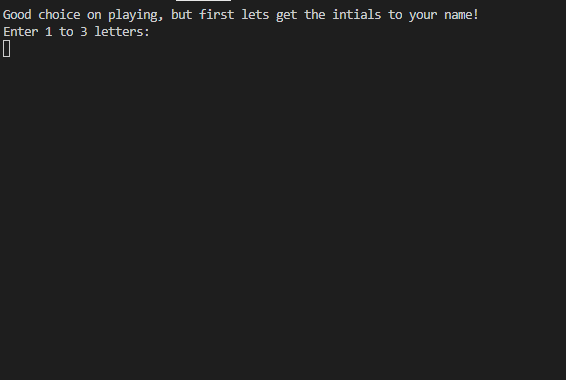 Good choice on playing, but first lets get the intials to your name!
Enter 1 to 3 letters: